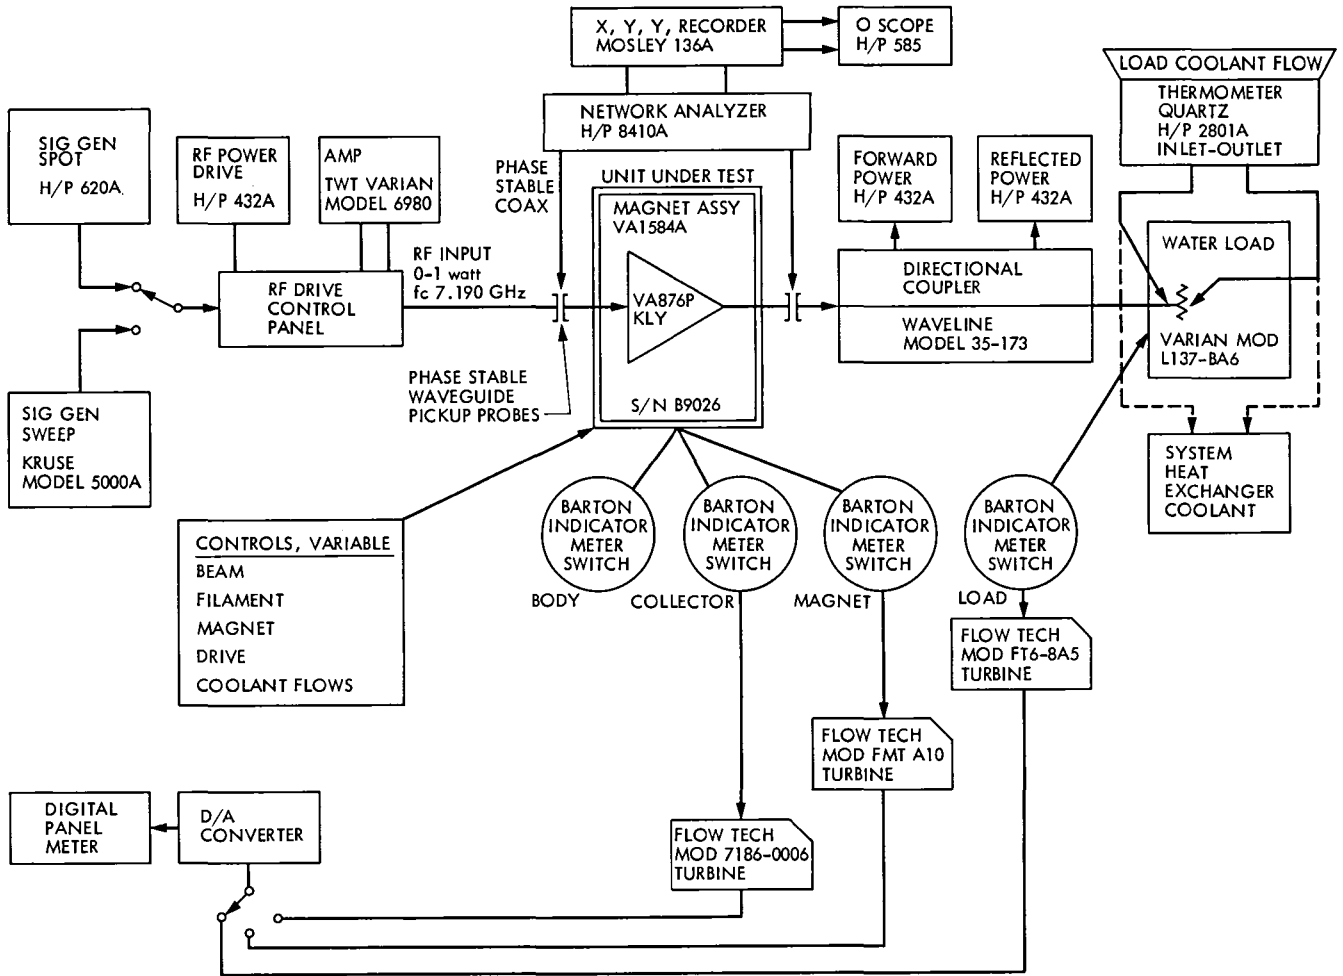 X, Y, Y, RECORDER
MOSLEY 136A
O SCOPE
H/P 585
LOAD COOLANT FLOW
THERMOMETER
QUARTZ
H/P 2801A
INLET-OUTLET
NETWORK ANALYZER
H/P 8410A
SIG GEN
SPOT
H/P 620A
RF POWER
DRIVE
H/P 432A
AMP
TWT VARIAN
MODEL 6980
PHASE
STABLE
COAX
UNIT UNDER TEST
MAGNET ASSY
VA1584A
FORWARD
POWER
H/P 432A
REFLECTED
POWER
H/P 432A
WATER LOAD
RF INPUT
0-1 watt
fc 7.190 GHz
RF DRIVE
CONTROL
PANEL
VA876P
KLY
DIRECTIONAL
COUPLER
WAVELINE
MODEL 35-173
VARIAN MOD
L137-BA6
PHASE STABLE
WAVEGUIDE
PICKUP PROBES
S/N B9026
SIG GEN
SWEEP
KRUSE
MODEL 5000A
SYSTEM
HEAT
EXCHANGER
COOLANT
CONTROLS, VARIABLE
BEAM
FILAMENT
MAGNET
DRIVE
COOLANT FLOWS
BARTON
INDICATOR
METER
SWITCH
BODY
BARTON
INDICATOR
METER
SWITCH
COLLECTOR
BARTON
INDICATOR
METER
SWITCH
MAGNET
BARTON
INDICATOR
METER
SWITCH
LOAD
FLOW TECH
MOD FT6-8A5
TURBINE
FLOW TECH
MOD FMT A10
TURBINE
FLOW TECH
MOD 7186-0006
TURBINE
DIGITAL
PANEL
METER
D/A
CONVERTER